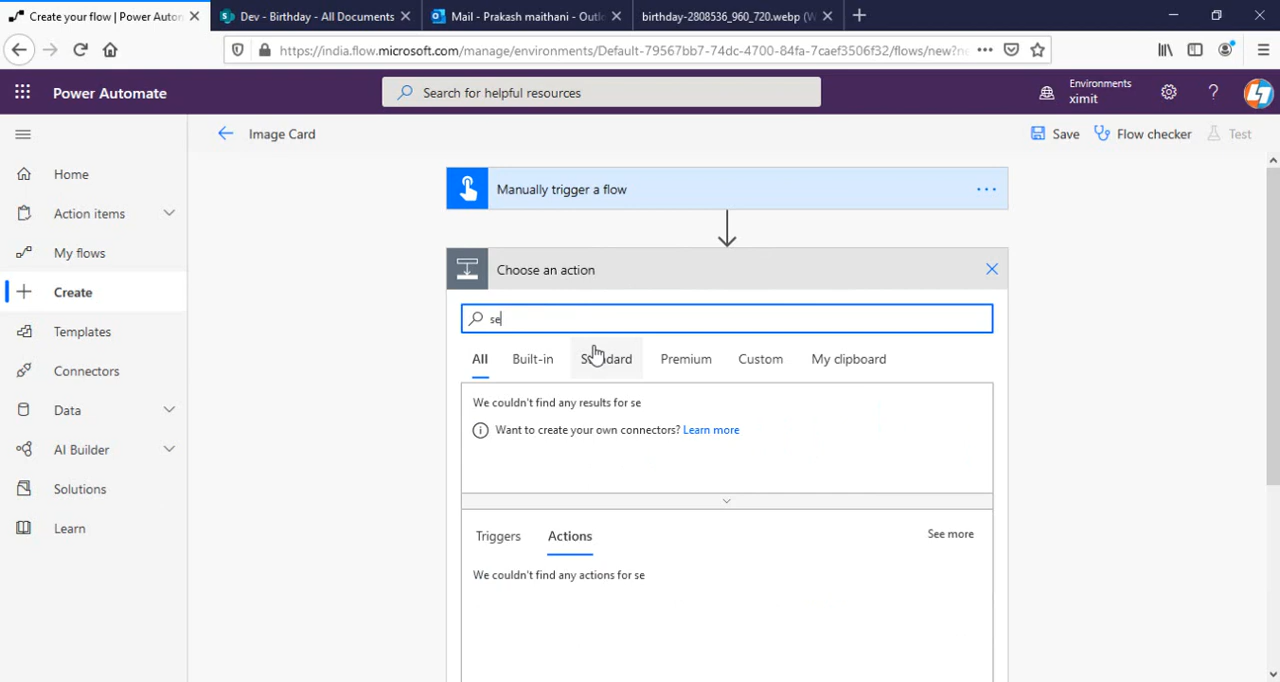 Create your flow | Power Automa
Dev - Birthday - All Documents
Mail - Prakash maithani - Outlo
birthday-2808536_960_720.webp (W
https://india.flow.microsoft.com/manage/environments/Default-79567bb7-74dc-4700-84fa-7caef3506f32/flows/new?ne
Power Automate
Search for helpful resources
Environments
ximit
Image Card
Save
Flow checker
Test
Home
Action items
My flows
Create
Templates
Connectors
Data
AI Builder
Solutions
Learn
Manually trigger a flow
Choose an action
se
All Built-in Standard Premium Custom My clipboard
We couldn't find any results for se
Want to create your own connectors? Learn more
Triggers Actions See more
We couldn't find any actions for se